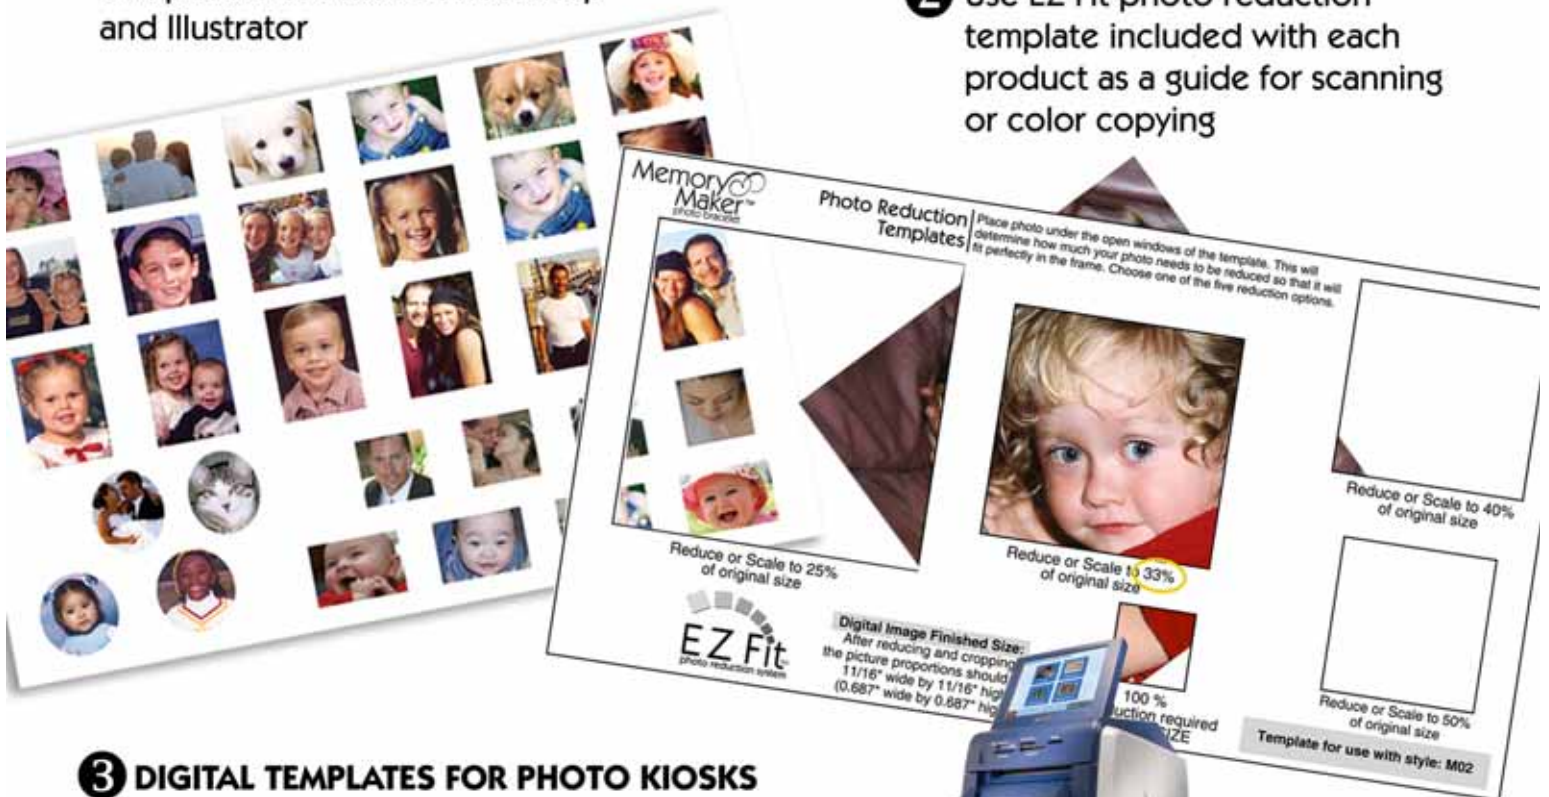 and Illustrator
2 Use EZ Fit photo reduction
template included with each
product as a guide for scanning
or color copying
Memory
Maker™
photo bracelet
Photo Reduction
Templates
Place photo under the open windows of the template. This will
determine how much your photo needs to be reduced so that it will
fit perfectly in the frame. Choose one of the five reduction options.
Reduce or Scale to 25%
of original size
Reduce or Scale to 33%
of original size
Reduce or Scale to 40%
of original size
Reduce or Scale to 50%
of original size
EZ Fit
photo reduction system
Digital Image Finished Size:
After reducing and cropping
the picture proportions should
11/16" wide by 11/16"
(0.687" wide by 0.687"
100 %
required
Template for use with style: M02
3 DIGITAL TEMPLATES FOR PHOTO KIOSKS